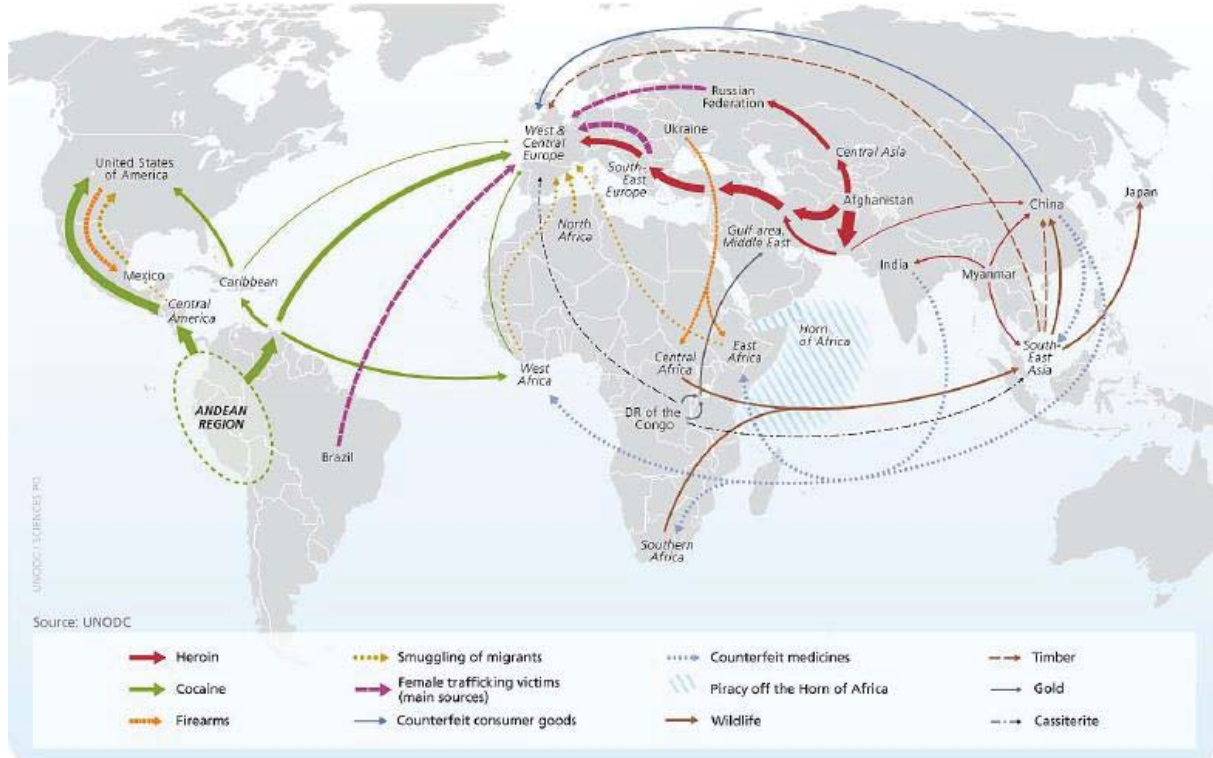 Russian
Federation
West &
Central
Europe
Ukraine
United States
of America
South-
East Europe
Central Asia
Japan
Afghanistan
China
North
Africa
Gulf area,
Middle East
India
Myanmar
Mexico
Caribbean
Central
America
Horn
of Africa
West
Africa
Central
Africa
East
Africa
South-
East
Asia
ANDEAN
REGION
DR of the
Congo
Brazil
Southern
Africa
UNODC / SCIENCES PO
Source: UNODC
Heroin
Smuggling of migrants
Counterfeit medicines
Timber
Cocaine
Female trafficking victims
(main sources)
Piracy off the Horn of Africa
Gold
Firearms
Counterfeit consumer goods
Wildlife
Cassiterite